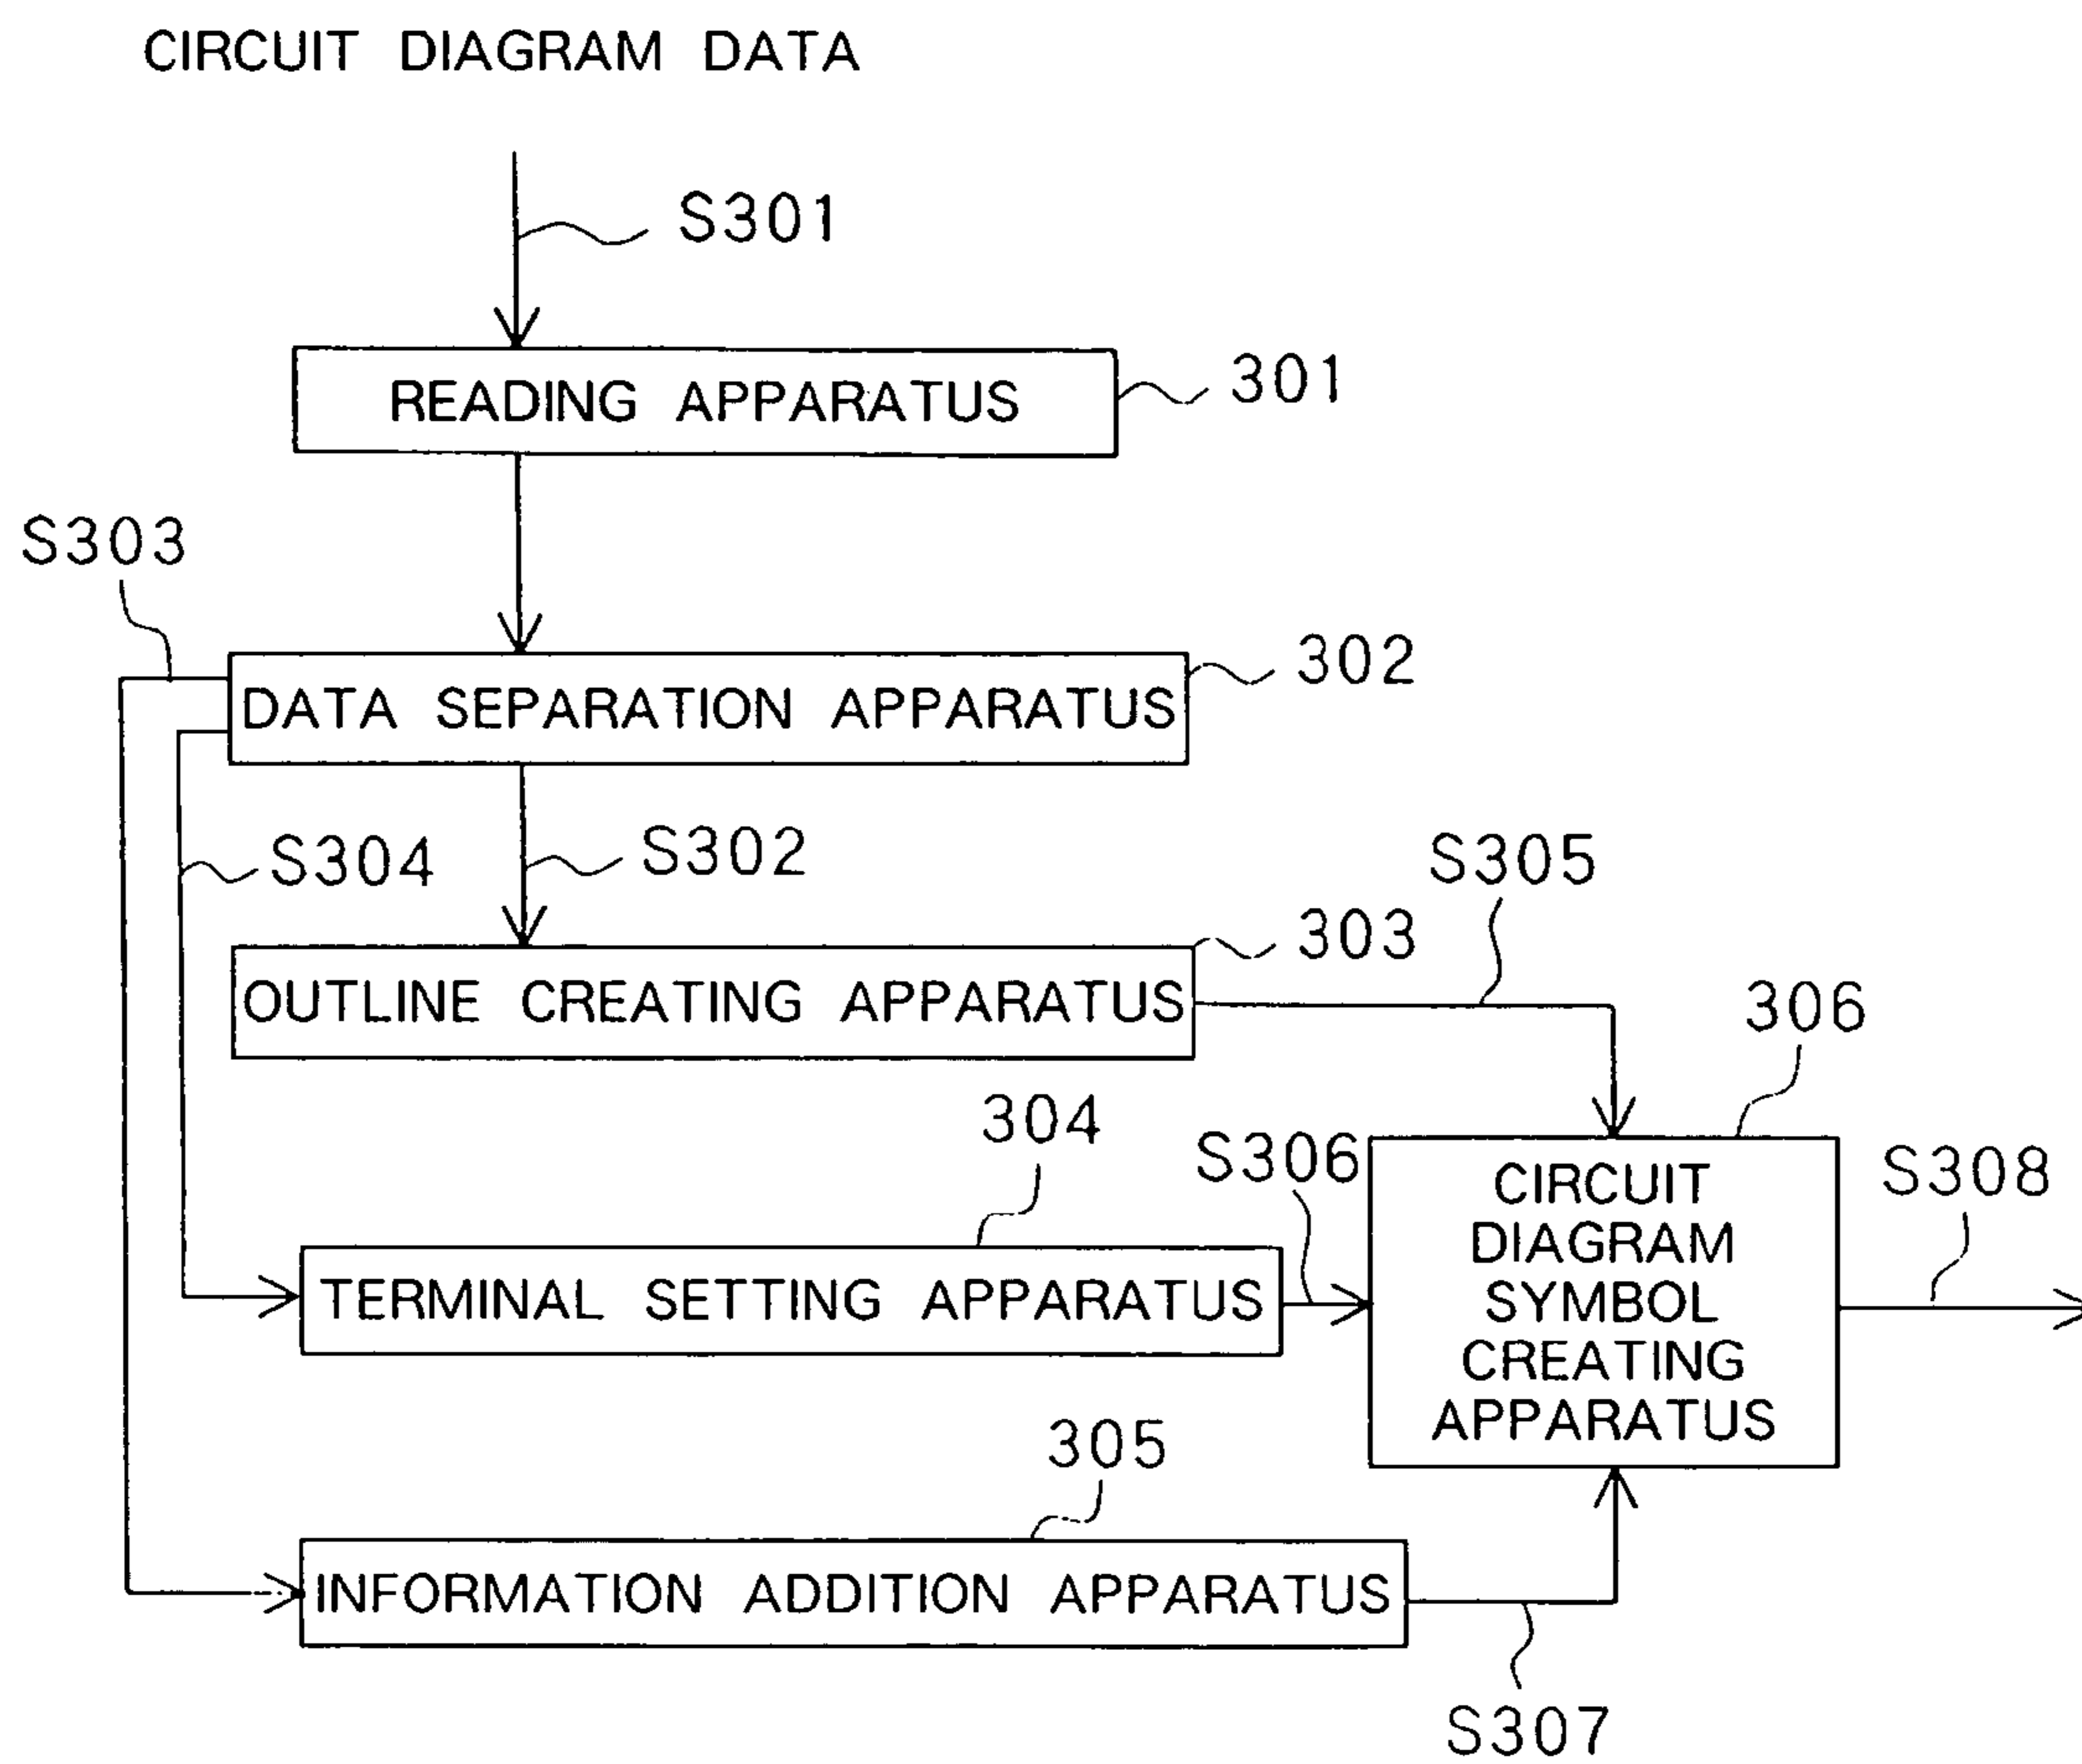 CIRCUIT DIAGRAM DATA
S301
READING APPARATUS
301
S303
302
DATA SEPARATION APPARATUS
S304
S302
S305
303
OUTLINE CREATING APPARATUS
306
304
S306
S308
CIRCUIT
DIAGRAM
SYMBOL
CREATING
APPARATUS
TERMINAL SETTING APPARATUS
305
INFORMATION ADDITION APPARATUS
S307